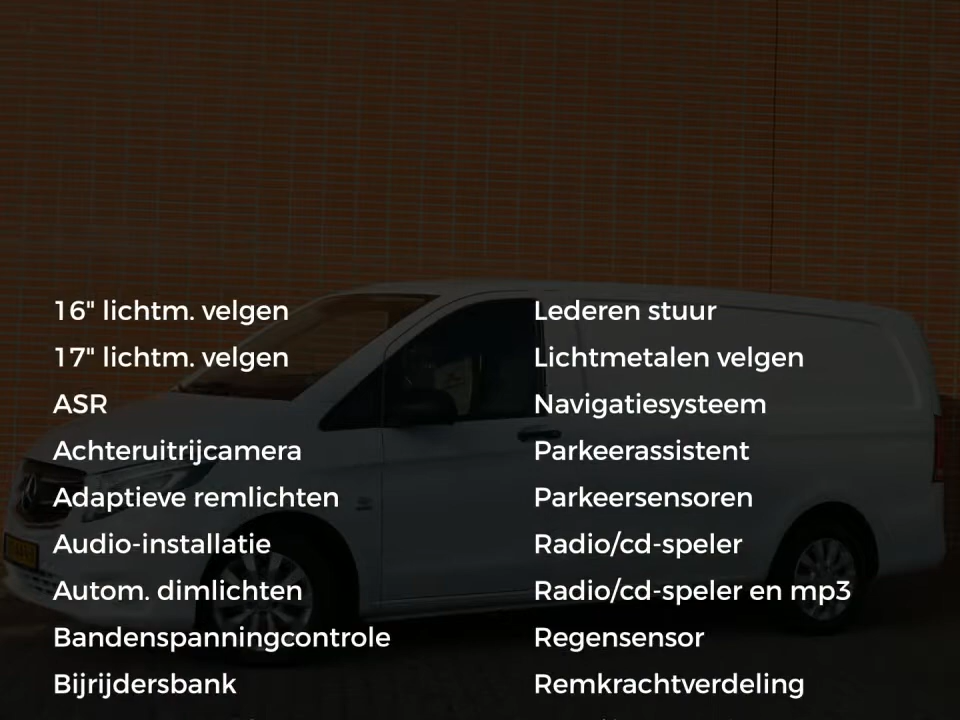 16" lichtm. velgen
17" lichtm. velgen
ASR
Achteruitrijcamera
Adaptieve remlichten
Audio-installatie
Autom. dimlichten
Bandenspanningcontrole
Bijrijdersbank
Lederen stuur
Lichtmetalen velgen
Navigatiesysteem
Parkeerassistent
Parkeersensoren
Radio/cd-speler
Radio/cd-speler en mp3
Regensensor
Remkrachtverdeling